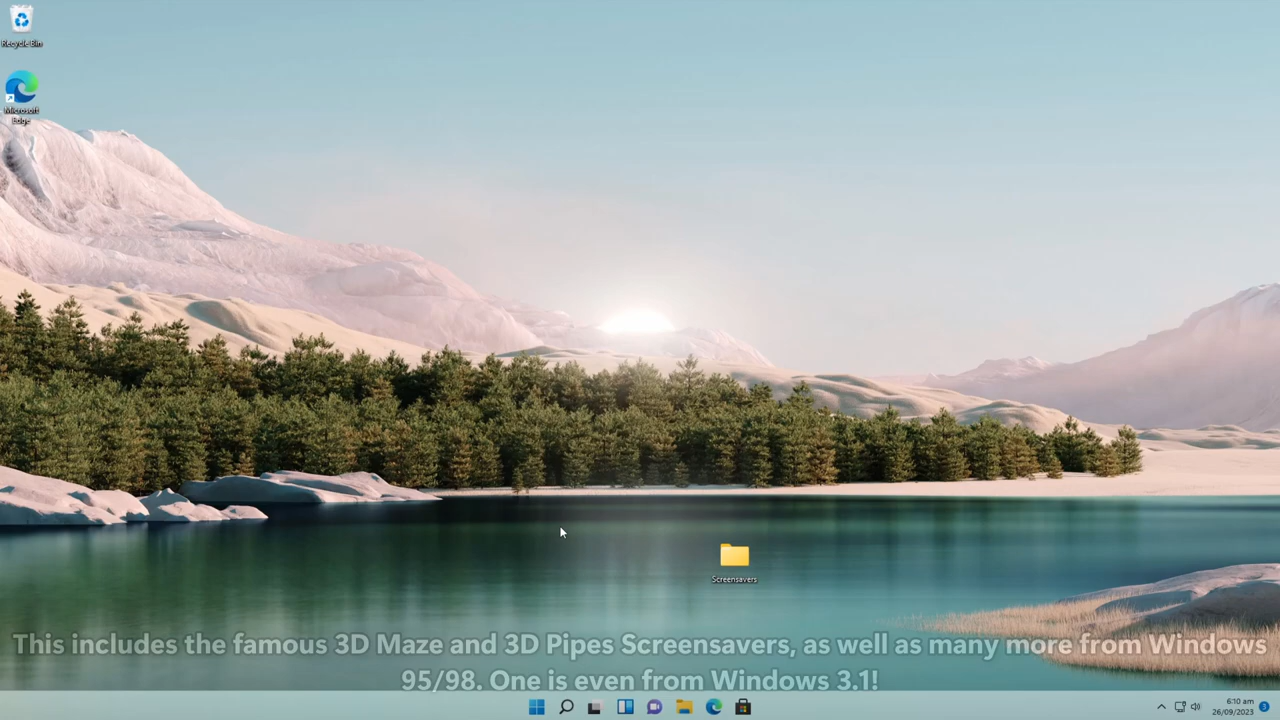 Recycle Bin
Microsoft
Edge
Screensavers
This includes the famous 3D Maze and 3D Pipes Screensavers, as well as many more from Windows
95/98. One is even from Windows 3.1!
6:10 am
26/09/2023
3